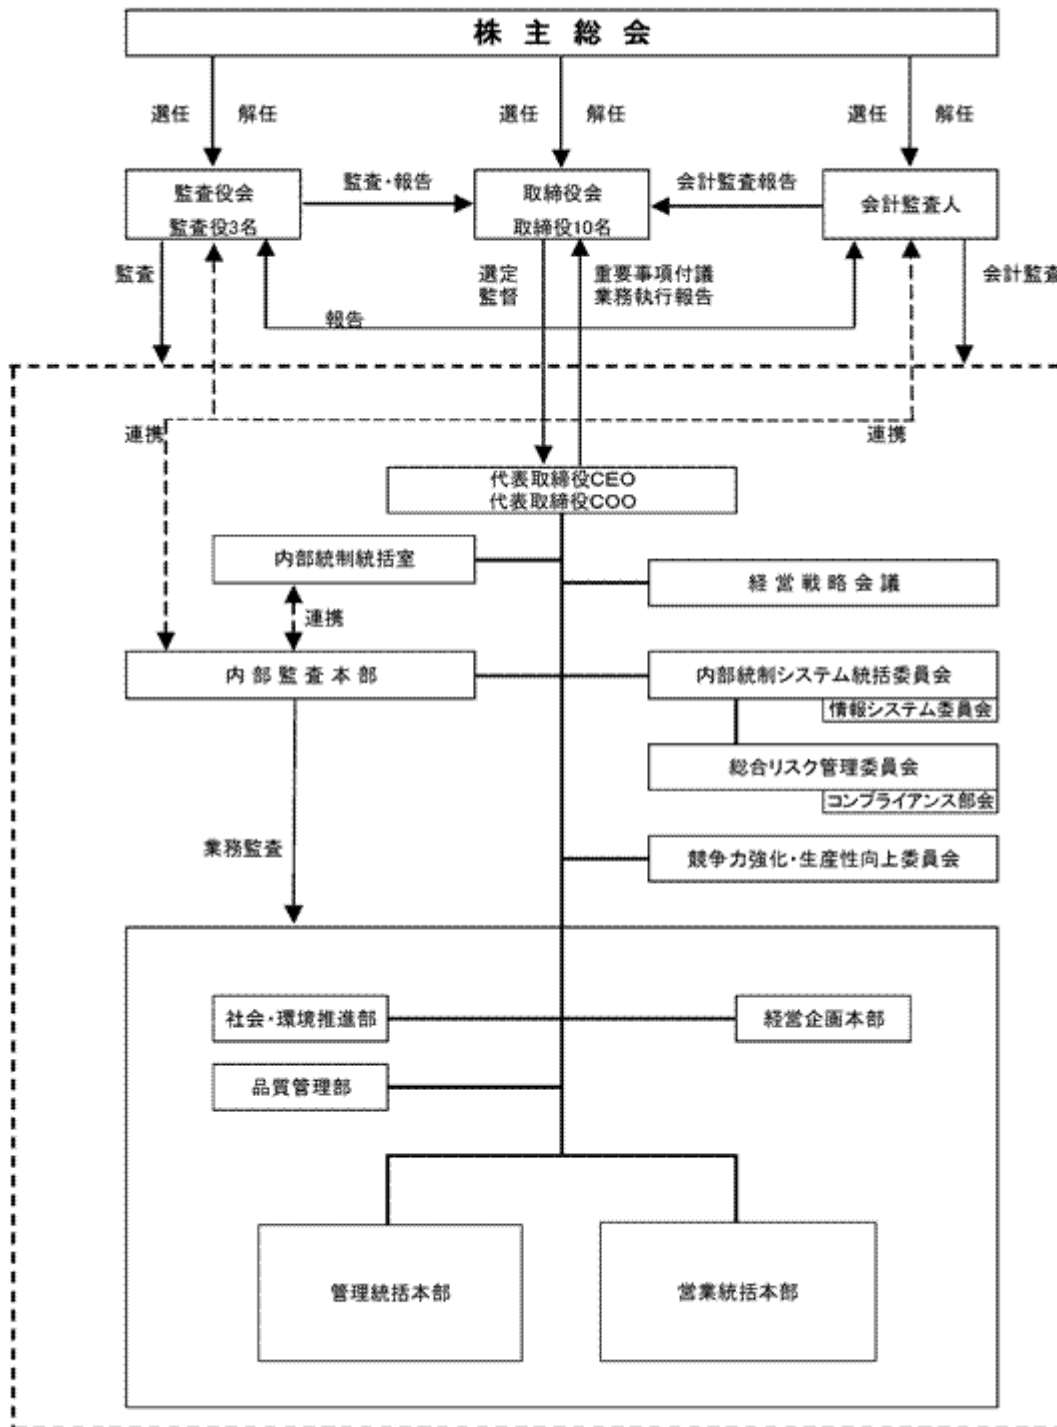 株主総会
選任 解任 選任 解任 選任 解任
監査役会
監査役3名
監査・報告
取締役会
取締役10名
会計監査報告
会計監査人
監査
選定
監督
重要事項付議
業務執行報告
会計監査
報告
連携
連携
代表取締役CEO
代表取締役COO
内部統制統括室
経営戦略会議
連携
内部監査本部
内部統制システム統括委員会
情報システム委員会
総合リスク管理委員会
コンプライアンス部会
業務監査
競争力強化・生産性向上委員会
社会・環境推進部
経営企画本部
品質管理部
管理統括本部
営業統括本部